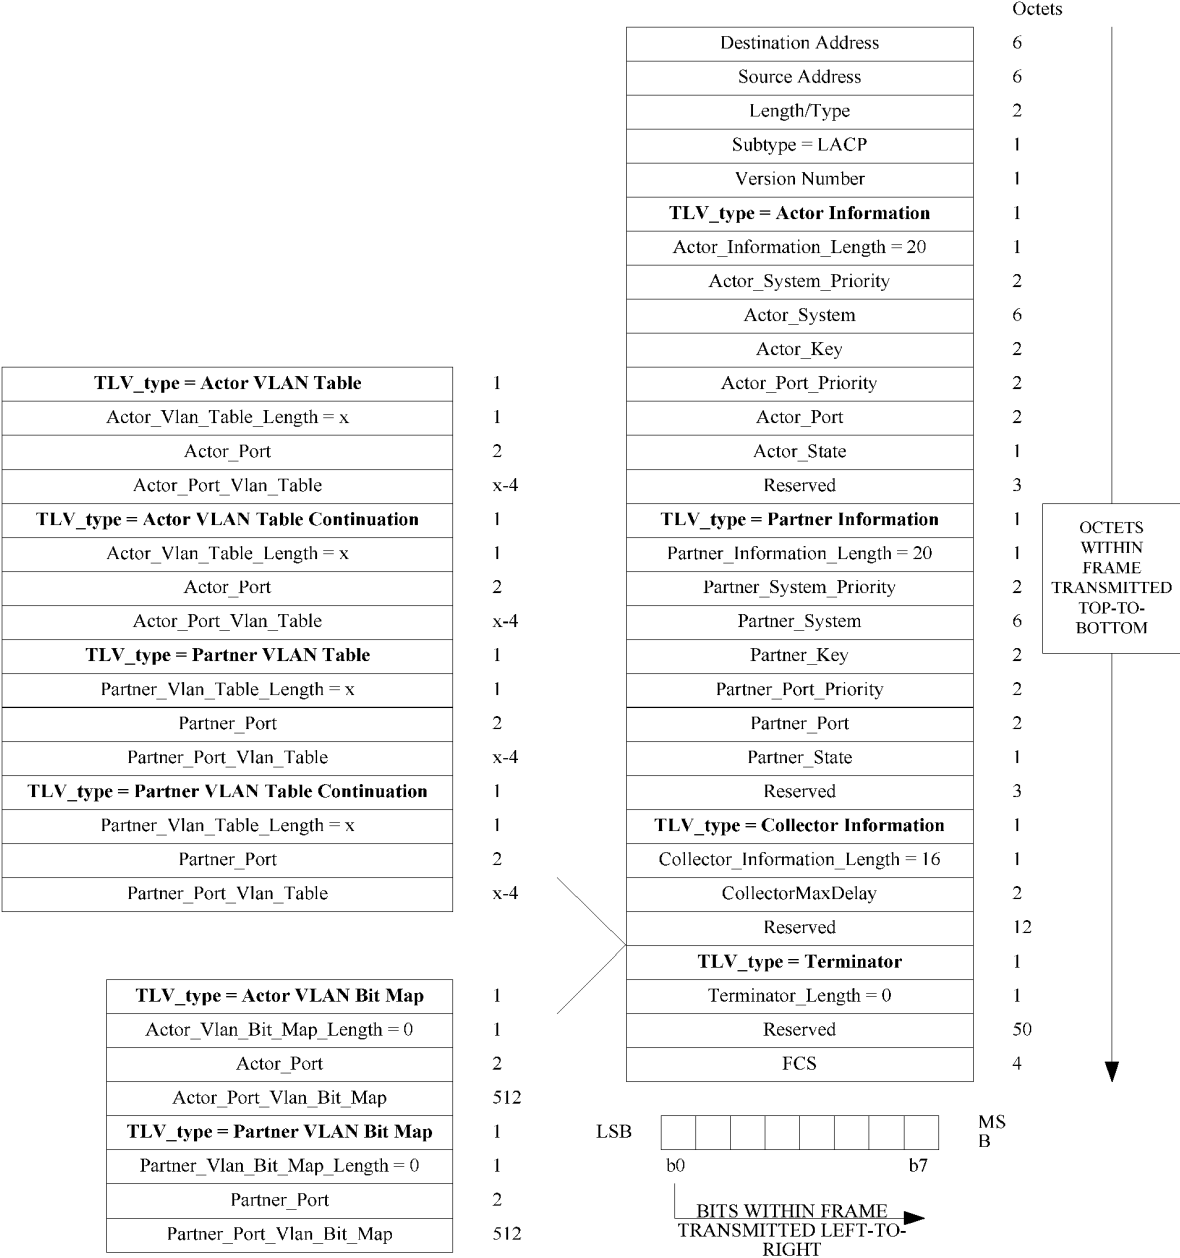 Octets
Destination Address 6
Source Address 6
Length/Type 2
Subtype = LACP 1
Version Number 1
TLV_type = Actor Information 1
Actor_Information_Length = 20 1
Actor_System_Priority 2
Actor_System 6
Actor_Key 2
Actor_Port_Priority 2
Actor_Port 2
Actor_State 1
Reserved 3
TLV_type = Partner Information 1
Partner_Information_Length = 20 1
Partner_System_Priority 2
Partner_System 6
Partner_Key 2
Partner_Port_Priority 2
Partner_Port 2
Partner_State 1
Reserved 3
TLV_type = Collector Information 1
Collector_Information_Length = 16 1
CollectorMaxDelay 2
Reserved 12
TLV_type = Terminator 1
Terminator_Length = 0 1
Reserved 50
FCS 4
TLV_type = Actor VLAN Table 1
Actor_Vlan_Table_Length = x 1
Actor_Port 2
Actor_Port_Vlan_Table x-4
TLV_type = Actor VLAN Table Continuation 1
Actor_Vlan_Table_Length = x 1
Actor_Port 2
Actor_Port_Vlan_Table x-4
TLV_type = Partner VLAN Table 1
Partner_Vlan_Table_Length = x 1
Partner_Port 2
Partner_Port_Vlan_Table x-4
TLV_type = Partner VLAN Table Continuation 1
Partner_Vlan_Table_Length = x 1
Partner_Port 2
Partner_Port_Vlan_Table x-4
TLV_type = Actor VLAN Bit Map 1
Actor_Vlan_Bit_Map_Length = 0 1
Actor_Port 2
Actor_Port_Vlan_Bit_Map 512
TLV_type = Partner VLAN Bit Map 1
Partner_Vlan_Bit_Map_Length = 0 1
Partner_Port 2
Partner_Port_Vlan_Bit_Map 512
OCTETS
WITHIN
FRAME
TRANSMITTED
TOP-TO-
BOTTOM
LSB
MS
B
b0 b7
BITS WITHIN FRAME
TRANSMITTED LEFT-TO-
RIGHT